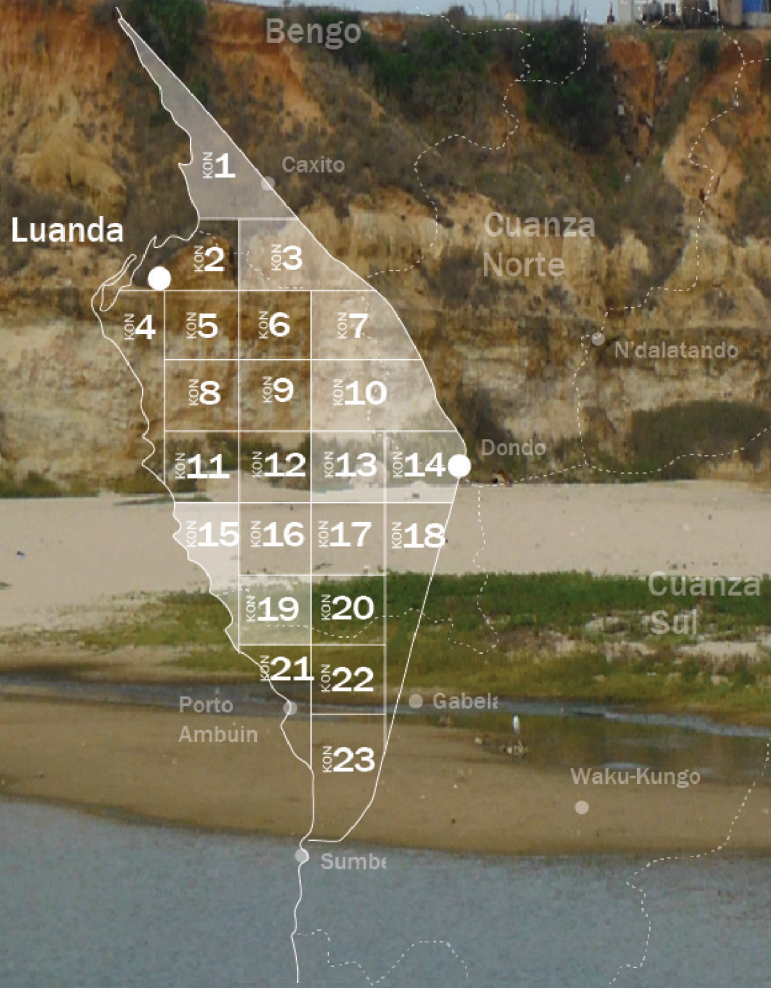 Bengo
KON 1
Caxito
Luanda
Cuanza
Norte
KON 2
KON 3
KON 4
KON 5
KON 6
KON 7
N'dalatando
KON 8
KON 9
KON 10
Dondo
KON 11
KON 12
KON 13
KON 14
KON 15
KON 16
KON 17
KON 18
Cuanza
Sul
KON 19
KON 20
KON 21
KON 22
Porto
Ambuin
Gabela
KON 23
Waku-Kungo
Sumbe